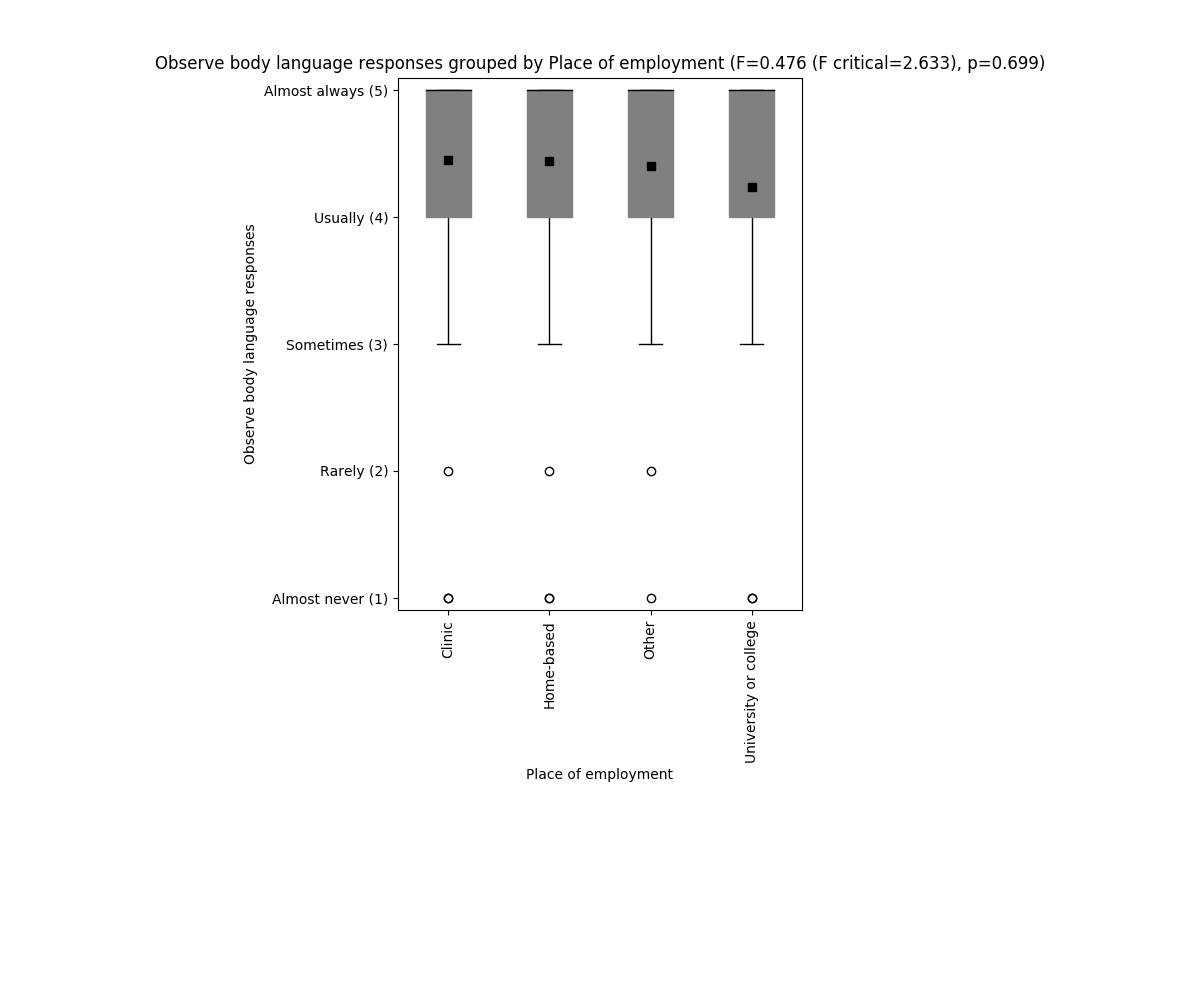 Observe body language responses grouped by Place of employment (F=0.476 (F critical=2.633), p=0.699)
Almost always (5)
Usually (4)
Sometimes (3)
Rarely (2)
Almost never (1)
Observe body language responses
Clinic
Home-based
Other
University or college
Place of employment